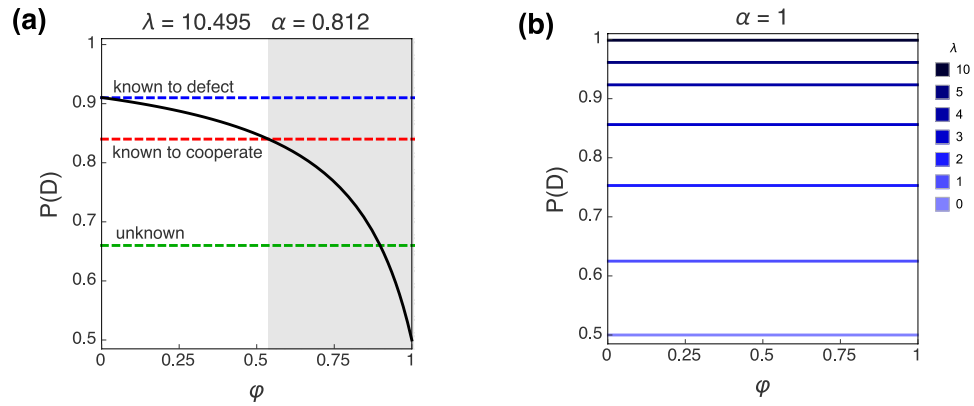 (a)
λ = 10.495 α = 0.812
1
0.9
0.8
0.7
0.6
0.5
P(D)
known to defect
known to cooperate
unknown
0
0.25
0.5
0.75
1
φ
(b)
α = 1
1
0.9
0.8
0.7
0.6
0.5
P(D)
0
0.25
0.5
0.75
1
φ
λ
10
5
4
3
2
1
0